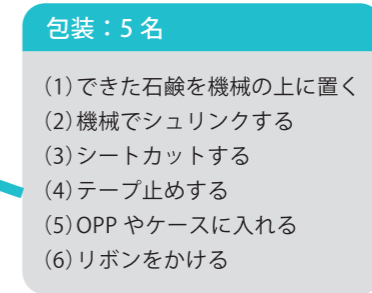 包装：5 名
(1)できた石鹸を機械の上に置く
(2)機械でシュリンクする
(3)シートカットする
(4)テープ止めする
(5)OPP やケースに入れる
(6)リボンをかける